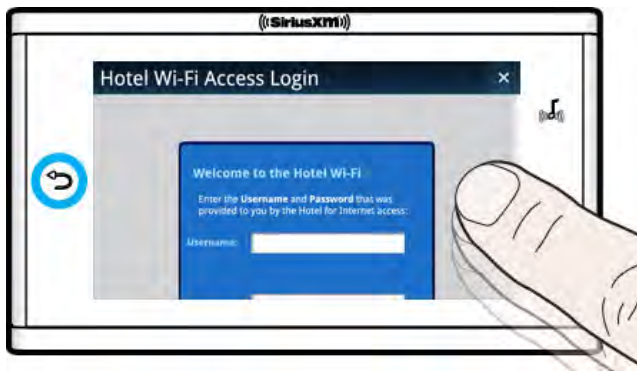 ((SiriusXM))
Hotel Wi-Fi Access Login ×
Welcome to the Hotel Wi-Fi
Enter the Username and Password that was
provided to you by the Hotel for Internet access:
Username: